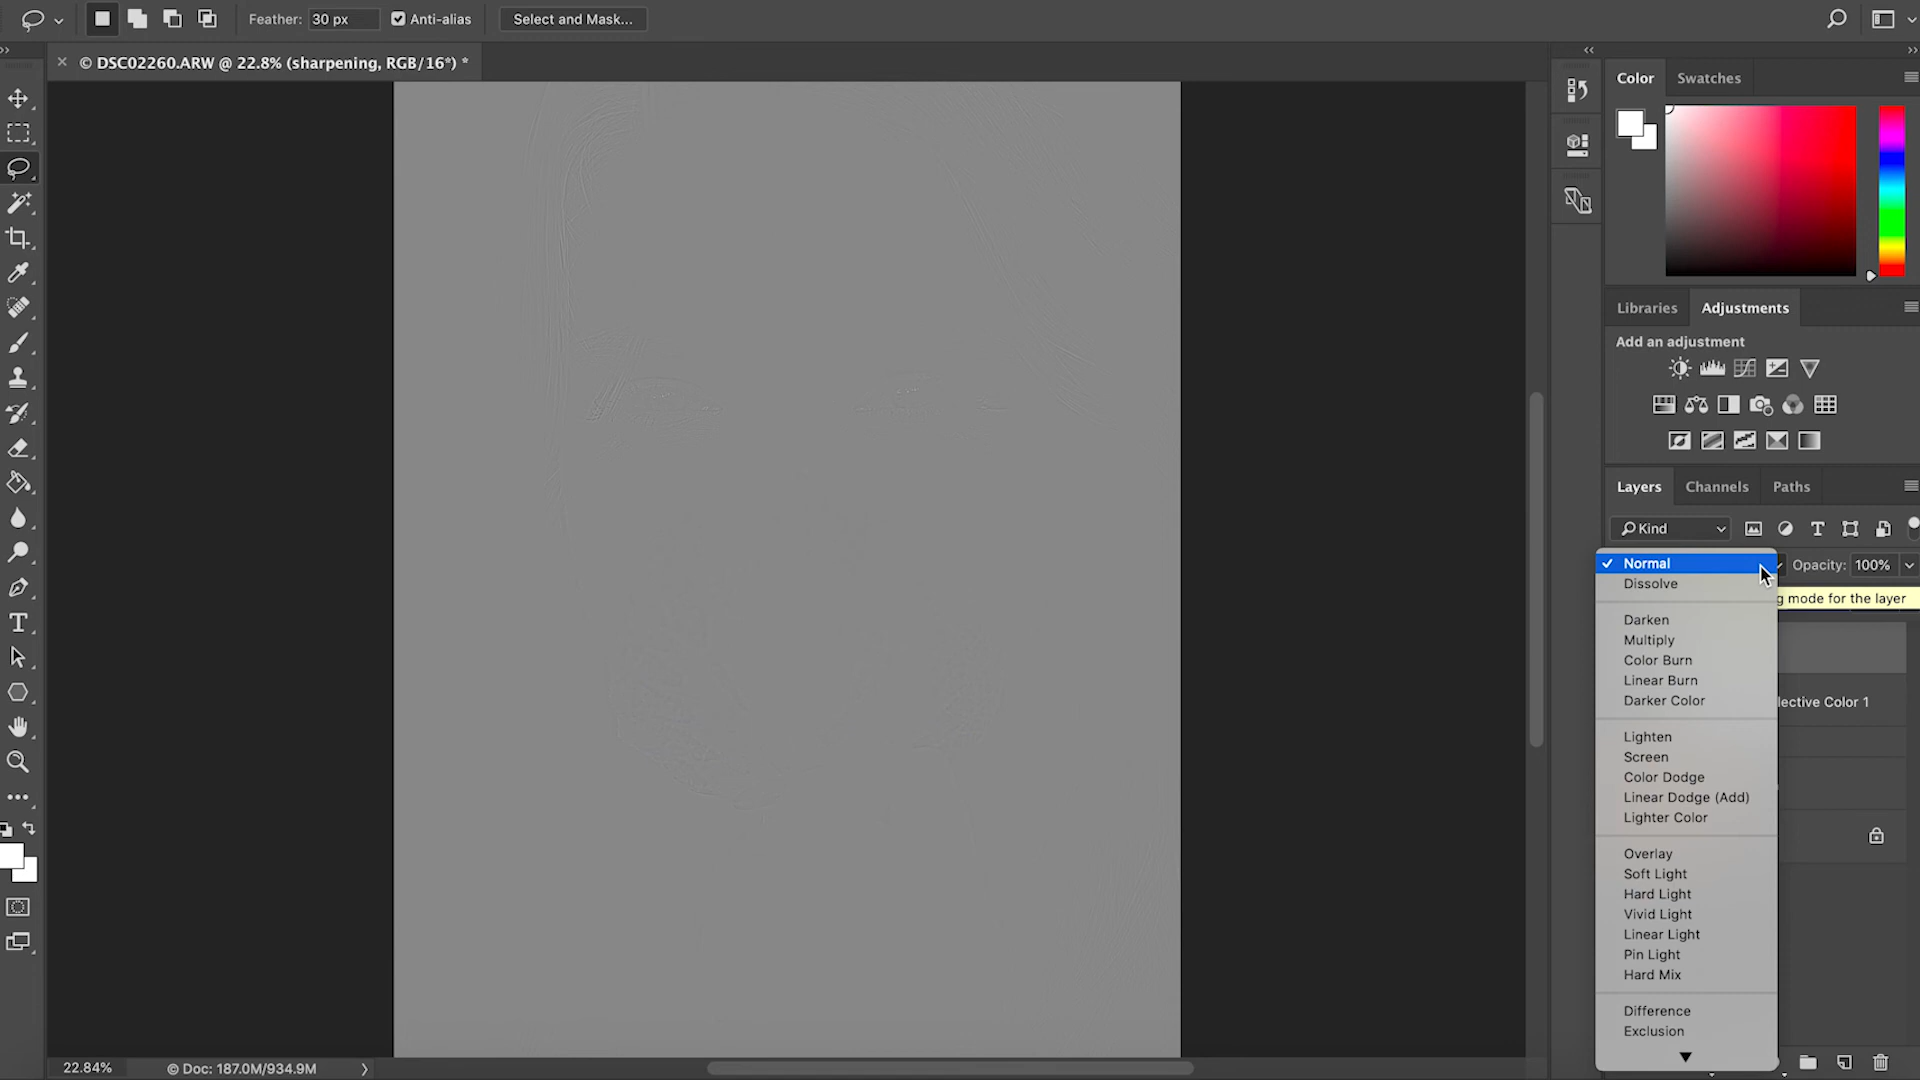 Feather: 30 px Anti-alias Select and Mask...
© DSC02260.ARW @ 22.8% (sharpening, RGB/16*) *
Color Swatches
Libraries Adjustments
Add an adjustment
Layers Channels Paths
Kind
Normal Opacity: 100%
Dissolve
g mode for the layer
Darken
Multiply
Color Burn
Linear Burn
Darker Color
lective Color 1
Lighten
Screen
Color Dodge
Linear Dodge (Add)
Lighter Color
Overlay
Soft Light
Hard Light
Vivid Light
Linear Light
Pin Light
Hard Mix
Difference
Exclusion
22.84% © Doc: 187.0M/934.9M